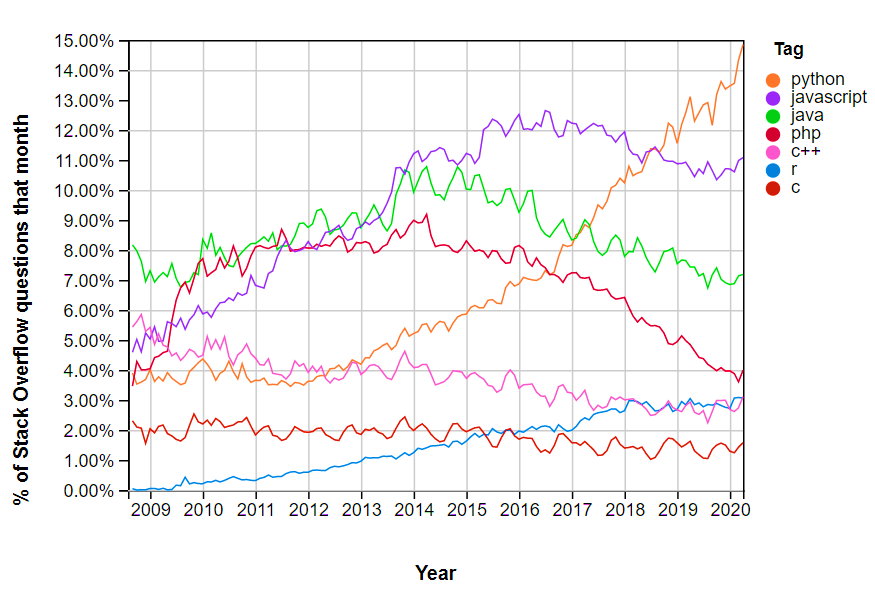 % of Stack Overflow questions that month
15.00%
14.00%
13.00%
12.00%
11.00%
10.00%
9.00%
8.00%
7.00%
6.00%
5.00%
4.00%
3.00%
2.00%
1.00%
0.00%
2009 2010 2011 2012 2013 2014 2015 2016 2017 2018 2019 2020
Year
Tag
python
javascript
java
php
c++
r
c